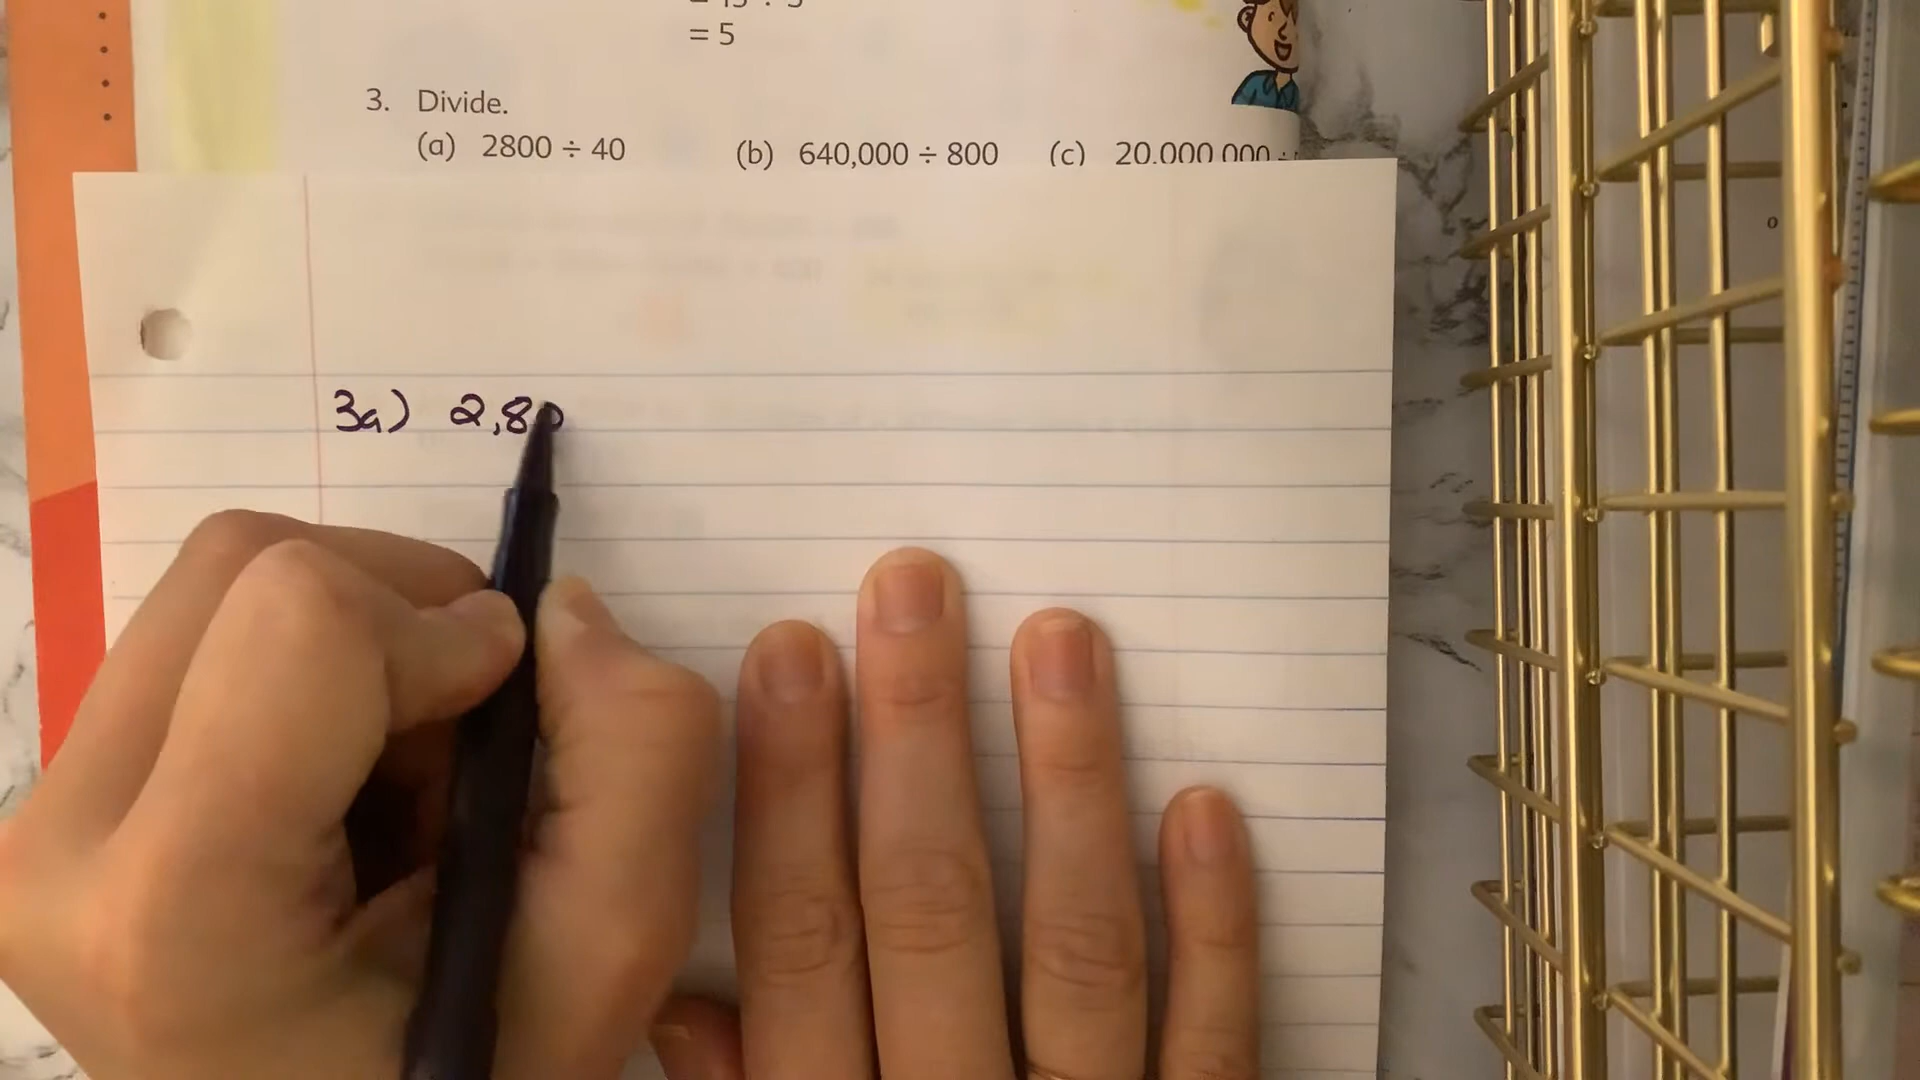 = 5
3. Divide.
(a) 2800 ÷ 40 (b) 640,000 ÷ 800 (c) 20,000,000 ÷
3a) 2,80